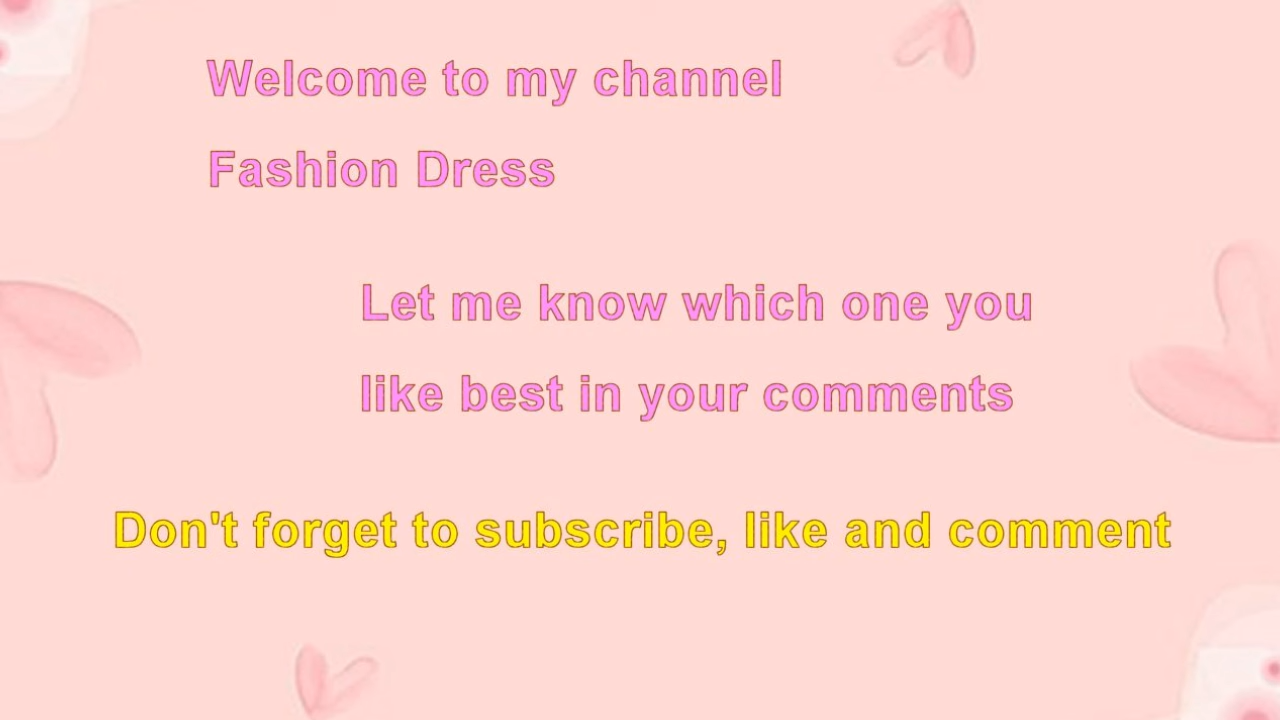 Welcome to my channel
Fashion Dress
Let me know which one you
like best in your comments
Don't forget to subscribe, like and comment